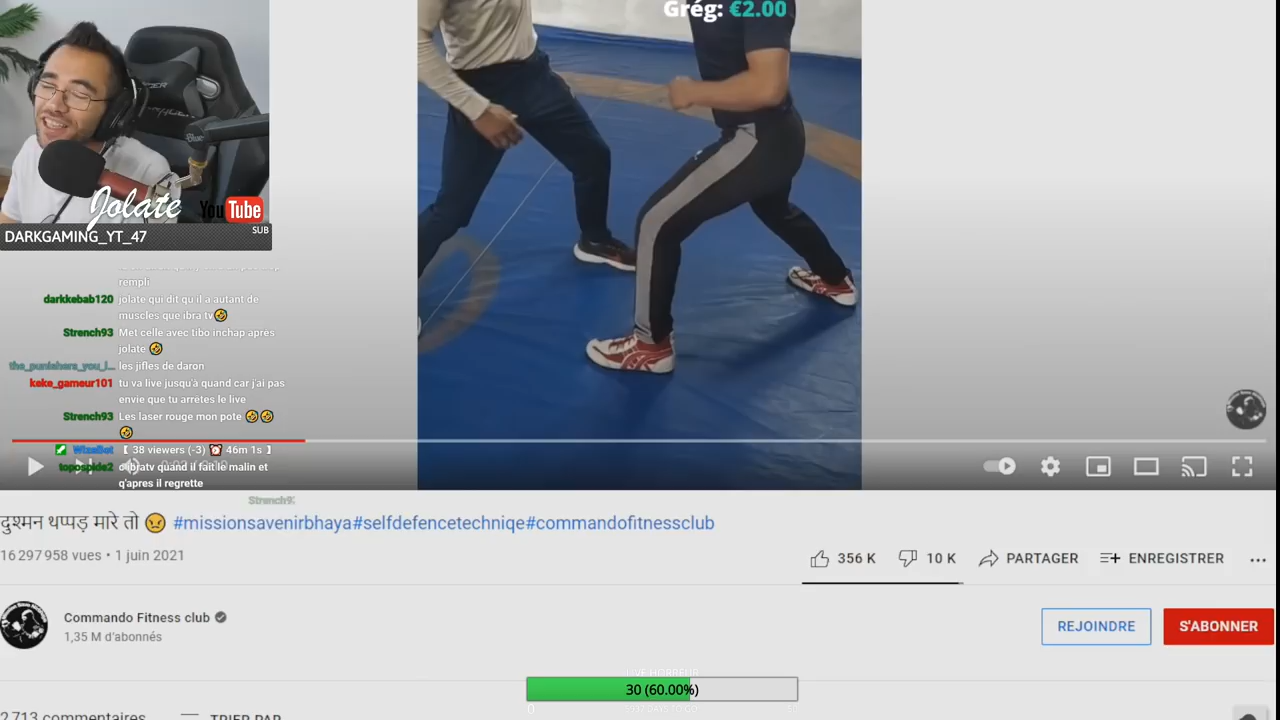 Grég: €2.00
Jolate YouTube
DARKGAMING_YT_47
SUB
rempli
darkkebab120 jolate qui dit qu'il a autant de
muscles que ibra tv🤣
Strench93 Met celle avec tibo inchap apres
jolate 🤣
the_punishers_you_l... les jifles de daron
keke_gameur101 tu va live jusqu'à quand car j'ai pas
envie que tu arrêtes le live
Strench93 Les laser rouge mon pote 🤣 🤣
🤣
WizeBot 【 38 viewers (-3) ⏰ 46m 1s 】
topospide2 quand il fait le malin et
q'apres il regrette
दुश्मन थप्पड़ मारे तो 😠 #missionsavenirbhaya#selfdefencetechniqe#commandofitnessclub
16 297 958 vues • 1 juin 2021
356 K 10 K PARTAGER ENREGISTRER ...
Commando Fitness club
1,35 M d'abonnés
REJOINDRE S'ABONNER
30 (60.00%)
0
2 713 commentaires TRIER PAR